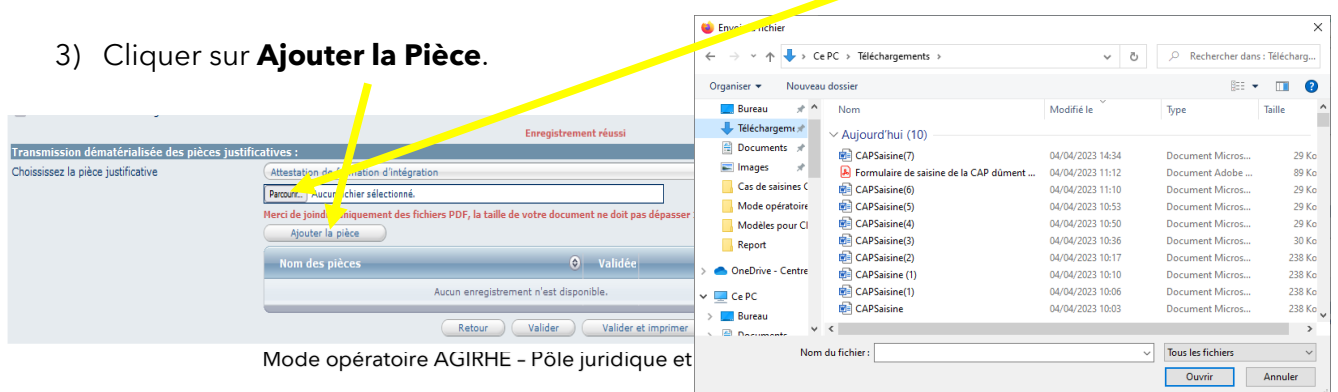 3) Cliquer sur Ajouter la Pièce.
Enregistrement réussi
Transmission dématérialisée des pièces justificatives :
Choississez la pièce justificative
Attestation de formation d'intégration
Parcourir... Aucun fichier sélectionné.
Merci de joindre uniquement des fichiers PDF, la taille de votre document ne doit pas dépasser
Ajouter la pièce
Nom des pièces Validée
Aucun enregistrement n'est disponible.
Retour Valider Valider et imprimer
Mode opératoire AGIRHE – Pôle juridique et
Envoi fichier
Ce PC > Téléchargements >
Rechercher dans : Télécharg...
Organiser Nouveau dossier
Bureau
Téléchargeme
Documents
Images
Cas de saisines C
Mode opératoire
Modèles pour Cl
Report
OneDrive - Centre
Ce PC
Bureau
Documents
Nom Modifié le Type Taille
Aujourd'hui (10)
CAPSaisine(7) 04/04/2023 14:34 Document Micros... 29 Ko
Formulaire de saisine de la CAP dûment ... 04/04/2023 11:12 Document Adobe ... 89 Ko
CAPSaisine(6) 04/04/2023 11:10 Document Micros... 29 Ko
CAPSaisine(5) 04/04/2023 10:53 Document Micros... 29 Ko
CAPSaisine(4) 04/04/2023 10:50 Document Micros... 29 Ko
CAPSaisine(3) 04/04/2023 10:36 Document Micros... 30 Ko
CAPSaisine(2) 04/04/2023 10:17 Document Micros... 238 Ko
CAPSaisine (1) 04/04/2023 10:10 Document Micros... 238 Ko
CAPSaisine(1) 04/04/2023 10:06 Document Micros... 238 Ko
CAPSaisine 04/04/2023 10:03 Document Micros... 238 Ko
Nom du fichier : Tous les fichiers
Ouvrir Annuler